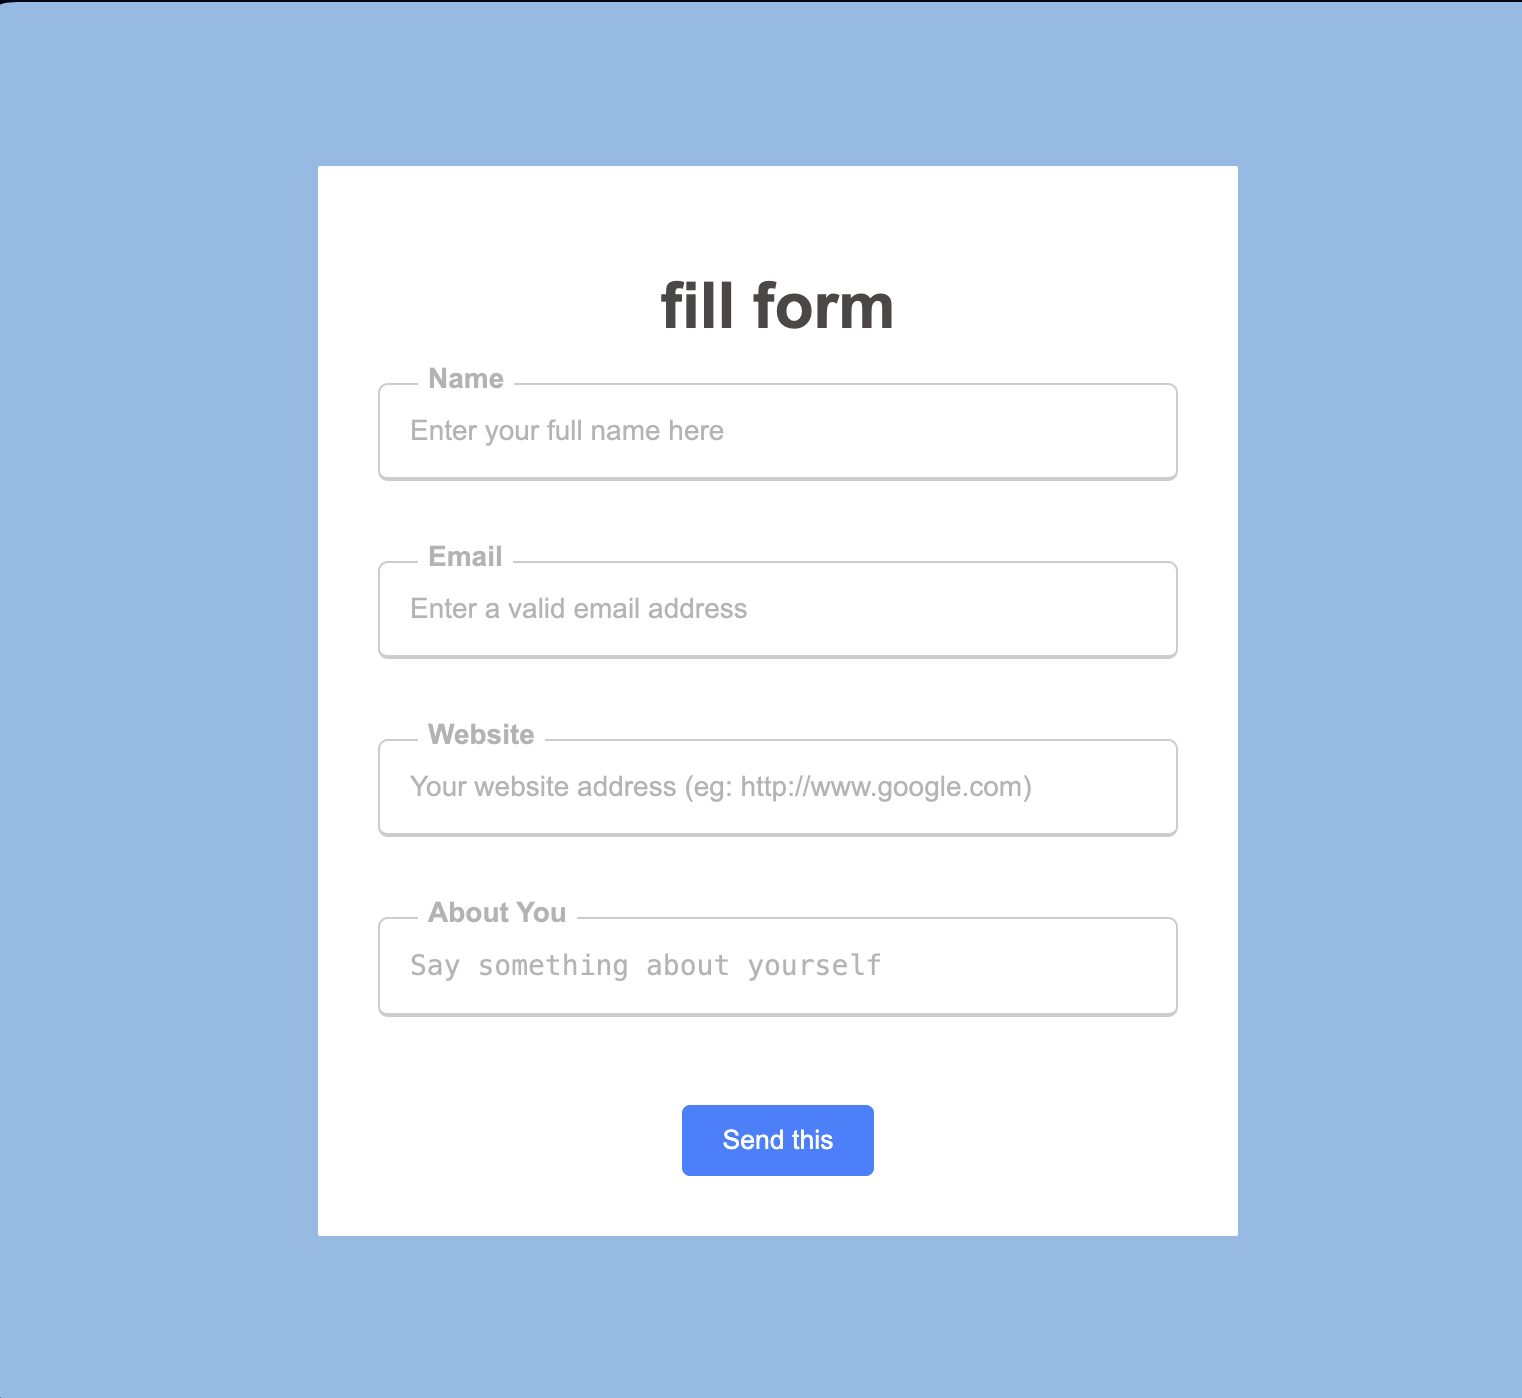 fill form
Name
Enter your full name here
Email
Enter a valid email address
Website
Your website address (eg: http://www.google.com)
About You
Say something about yourself
Send this